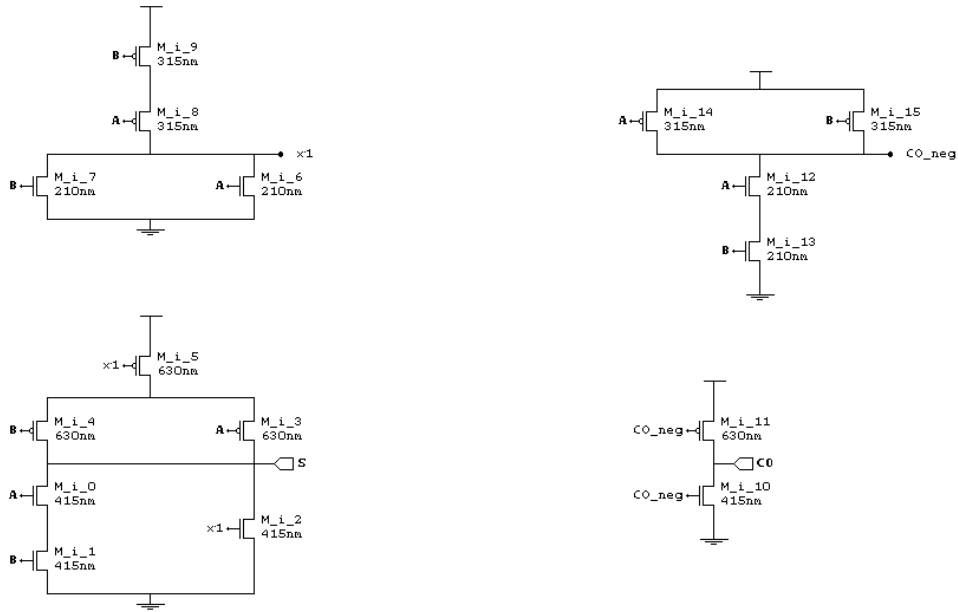 M_i_9
B
315nm
M_i_8
A
315nm
x1
M_i_7
B
210nm
M_i_6
A
210nm
M_i_14
A
315nm
M_i_15
B
315nm
CO_neg
M_i_12
A
210nm
M_i_13
B
210nm
M_i_5
x1
630nm
M_i_4
B
630nm
M_i_3
A
630nm
S
M_i_0
A
415nm
M_i_2
x1
415nm
M_i_1
B
415nm
M_i_11
CO_neg
630nm
CO
M_i_10
CO_neg
415nm